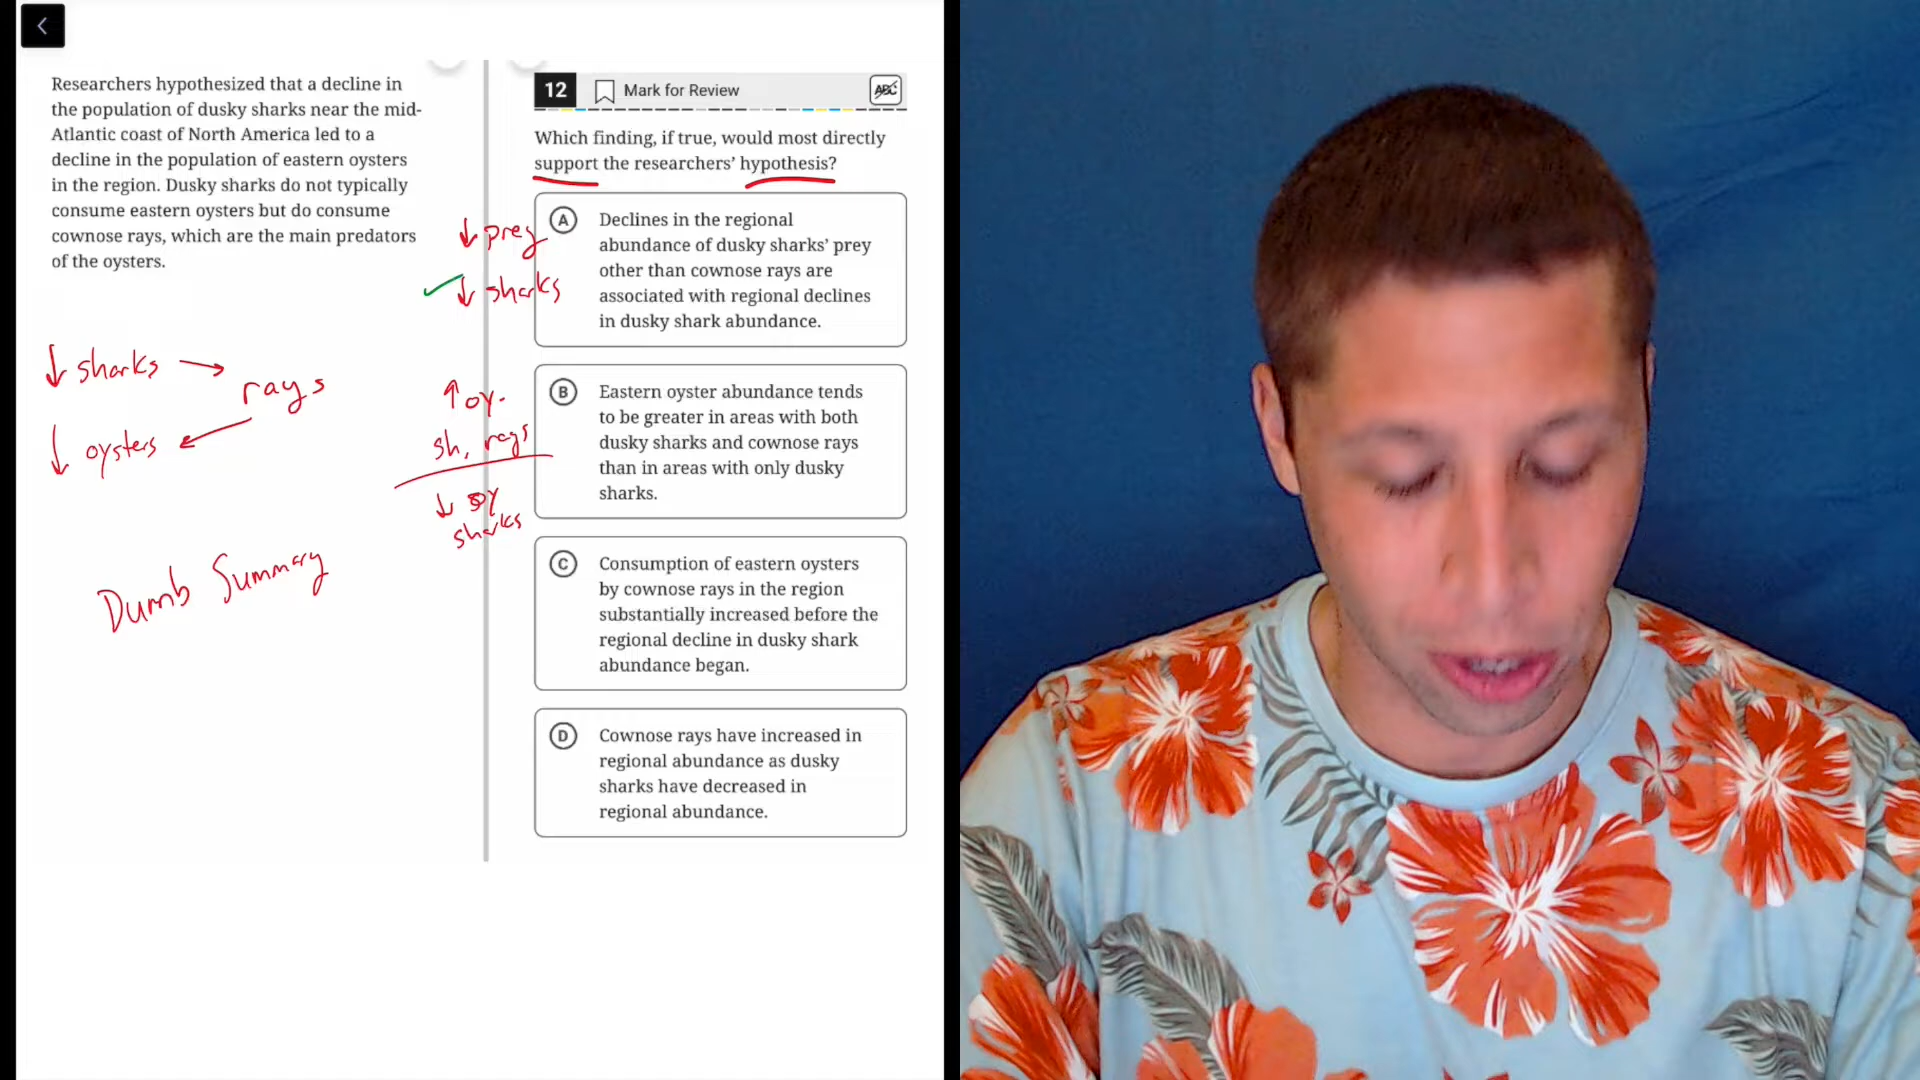 Researchers hypothesized that a decline in
the population of dusky sharks near the mid-
Atlantic coast of North America led to a
decline in the population of eastern oysters
in the region. Dusky sharks do not typically
consume eastern oysters but do consume
cownose rays, which are the main predators
of the oysters.
↓ sharks →
rays
↓ oysters ←
Dumb Summary
↓ prey
↓ sharks
↑ oy.
sh, rays
↓ oy
sharks
12 Mark for Review ABC
Which finding, if true, would most directly
support the researchers’ hypothesis?
A Declines in the regional
abundance of dusky sharks’ prey
other than cownose rays are
associated with regional declines
in dusky shark abundance.
B Eastern oyster abundance tends
to be greater in areas with both
dusky sharks and cownose rays
than in areas with only dusky
sharks.
C Consumption of eastern oysters
by cownose rays in the region
substantially increased before the
regional decline in dusky shark
abundance began.
D Cownose rays have increased in
regional abundance as dusky
sharks have decreased in
regional abundance.